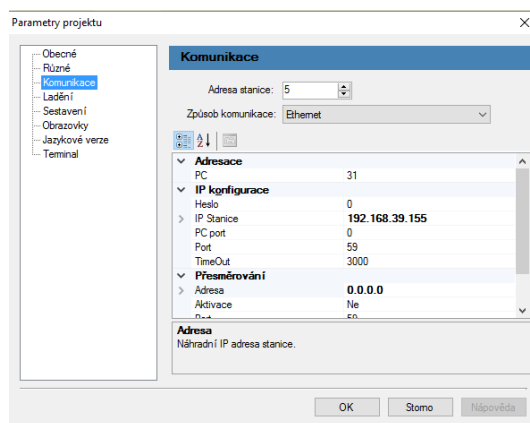 Parametry projektu
Obecné
Různé
Komunikace
Ladění
Sestavení
Obrazovky
Jazykové verze
Terminal
Komunikace
Adresa stanice: 5
Způsob komunikace: Ethernet
Adresace
PC 31
IP konfigurace
Heslo 0
IP Stanice 192.168.39.155
PC port 0
Port 59
TimeOut 3000
Přesměrování
Adresa 0.0.0.0
Aktivace Ne
Port 59
Adresa
Náhradní IP adresa stanice.
OK Storno Nápověda